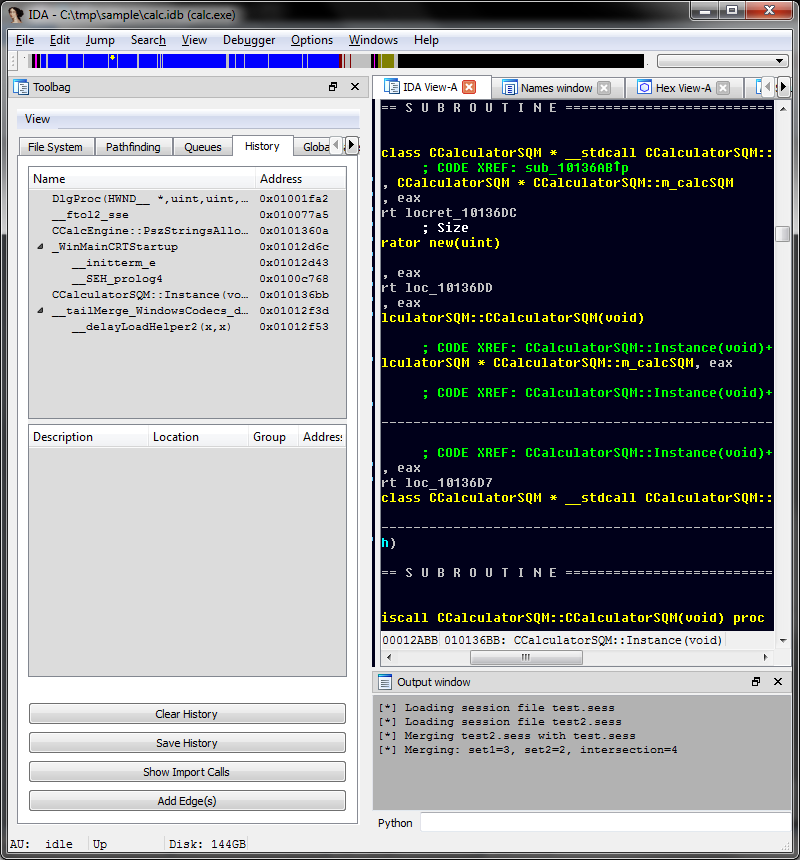 IDA - C:\tmp\sample\calc.idb (calc.exe)
File Edit Jump Search View Debugger Options Windows Help
Toolbag
View
File System Pathfinding Queues History Globa
Name Address
DlgProc(HWND__ *,uint,uint,... 0x01001fa2
__ftol2_sse 0x010077a5
CCalcEngine::PszStringsAllo... 0x0101360a
_WinMainCRTStartup 0x01012d6c
__initterm_e 0x01012d43
__SEH_prolog4 0x0100c768
CCalculatorSQM::Instance(vo... 0x010136bb
__tailMerge_WindowsCodecs_d... 0x01012f3d
__delayLoadHelper2(x,x) 0x01012f53
Description Location Group Address
Clear History
Save History
Show Import Calls
Add Edge(s)
IDA View-A Names window Hex View-A
== S U B R O U T I N E ===========================
class CCalculatorSQM * __stdcall CCalculatorSQM::
; CODE XREF: sub_10136AB↑p
, CCalculatorSQM * CCalculatorSQM::m_calcSQM
, eax
rt locret_10136DC
; Size
rator new(uint)
, eax
rt loc_10136DD
, eax
lculatorSQM::CCalculatorSQM(void)
; CODE XREF: CCalculatorSQM::Instance(void)+
lculatorSQM * CCalculatorSQM::m_calcSQM, eax
; CODE XREF: CCalculatorSQM::Instance(void)+
; CODE XREF: CCalculatorSQM::Instance(void)+
, eax
rt loc_10136D7
class CCalculatorSQM * __stdcall CCalculatorSQM::
h)
== S U B R O U T I N E ===========================
iscall CCalculatorSQM::CCalculatorSQM(void) proc
00012ABB 010136BB: CCalculatorSQM::Instance(void)
Output window
[*] Loading session file test.sess
[*] Loading session file test2.sess
[*] Merging test2.sess with test.sess
[*] Merging: set1=3, set2=2, intersection=4
Python
AU: idle Up Disk: 144GB